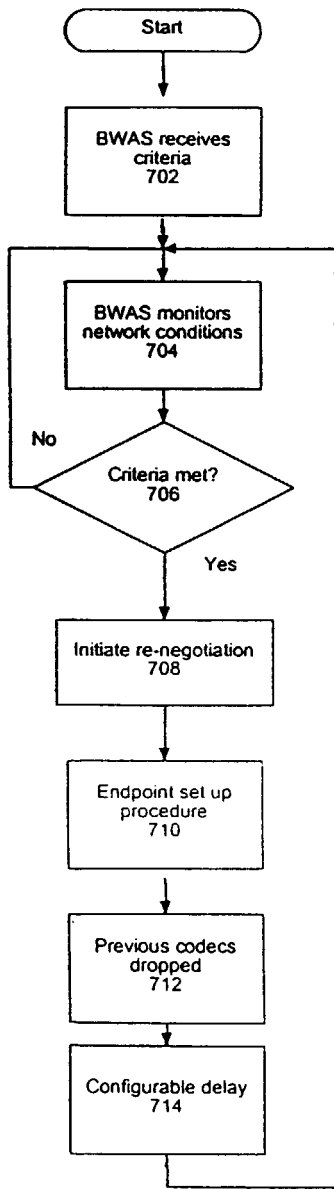 Start
BWAS receives
criteria
702
BWAS monitors
network conditions
704
No
Criteria met?
706
Yes
Initiate re-negotiation
708
Endpoint set up
procedure
710
Previous codecs
dropped
712
Configurable delay
714